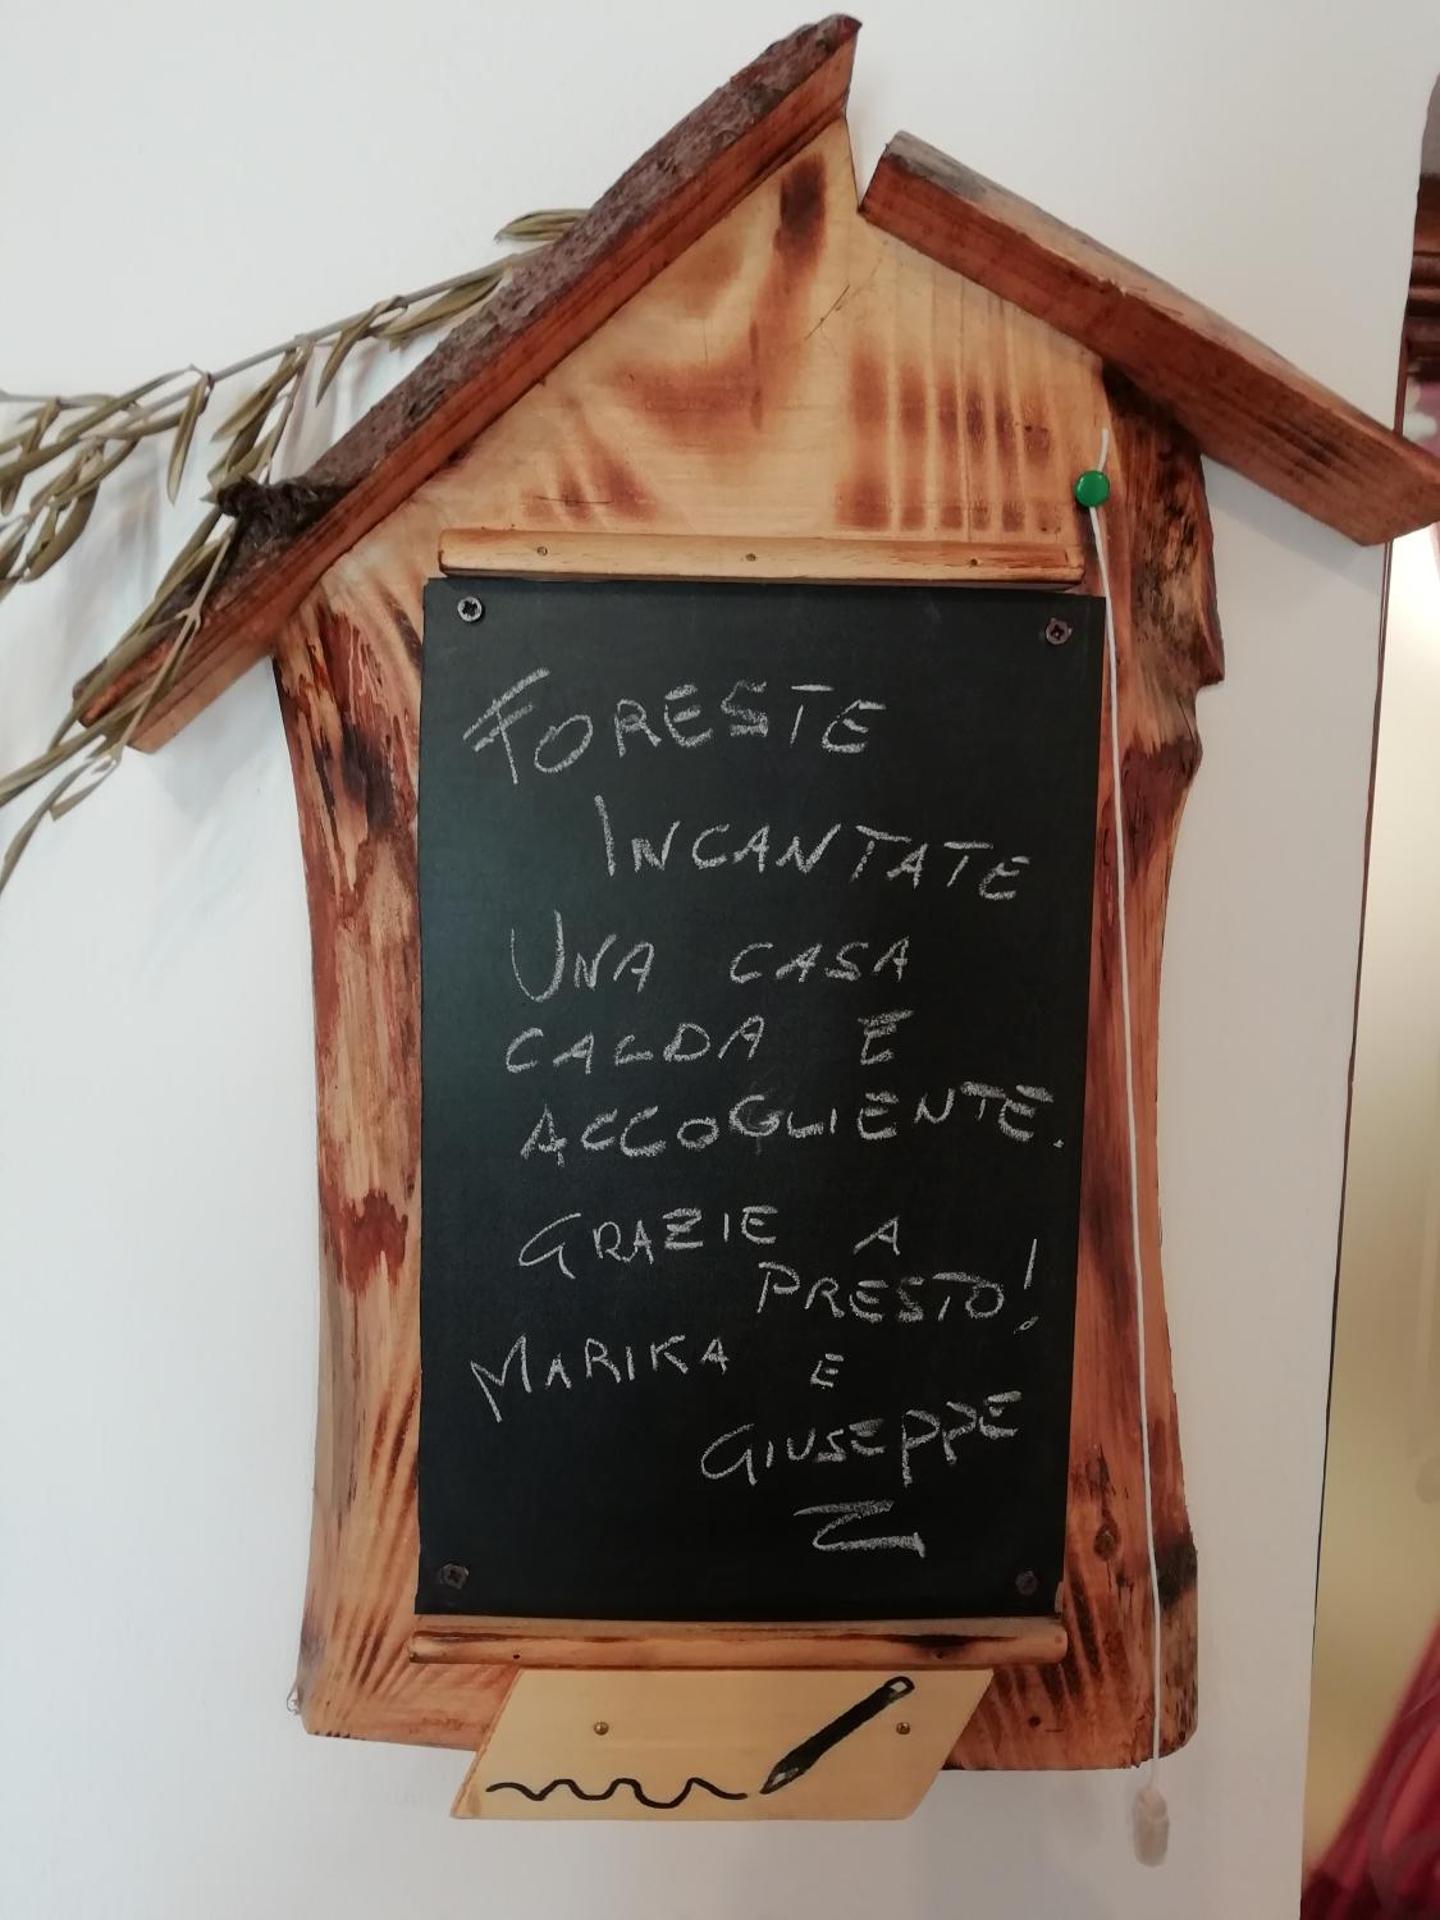 FORESTE
INCANTATE
UNA CASA
CALDA E
ACCOGLIENTE.
GRAZIE A
PRESTO!
MARIKA E
GIUSEPPE